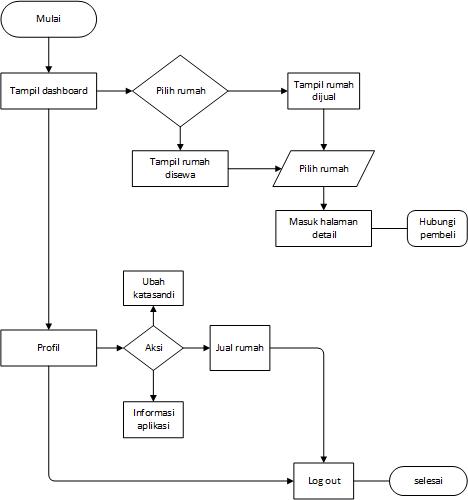 Mulai
Tampil dashboard
Pilih rumah
Tampil rumah
dijual
Tampil rumah
disewa
Pilih rumah
Masuk halaman
detail
Hubungi
pembeli
Ubah
katasandi
Profil
Aksi
Jual rumah
Informasi
aplikasi
Log out
selesai